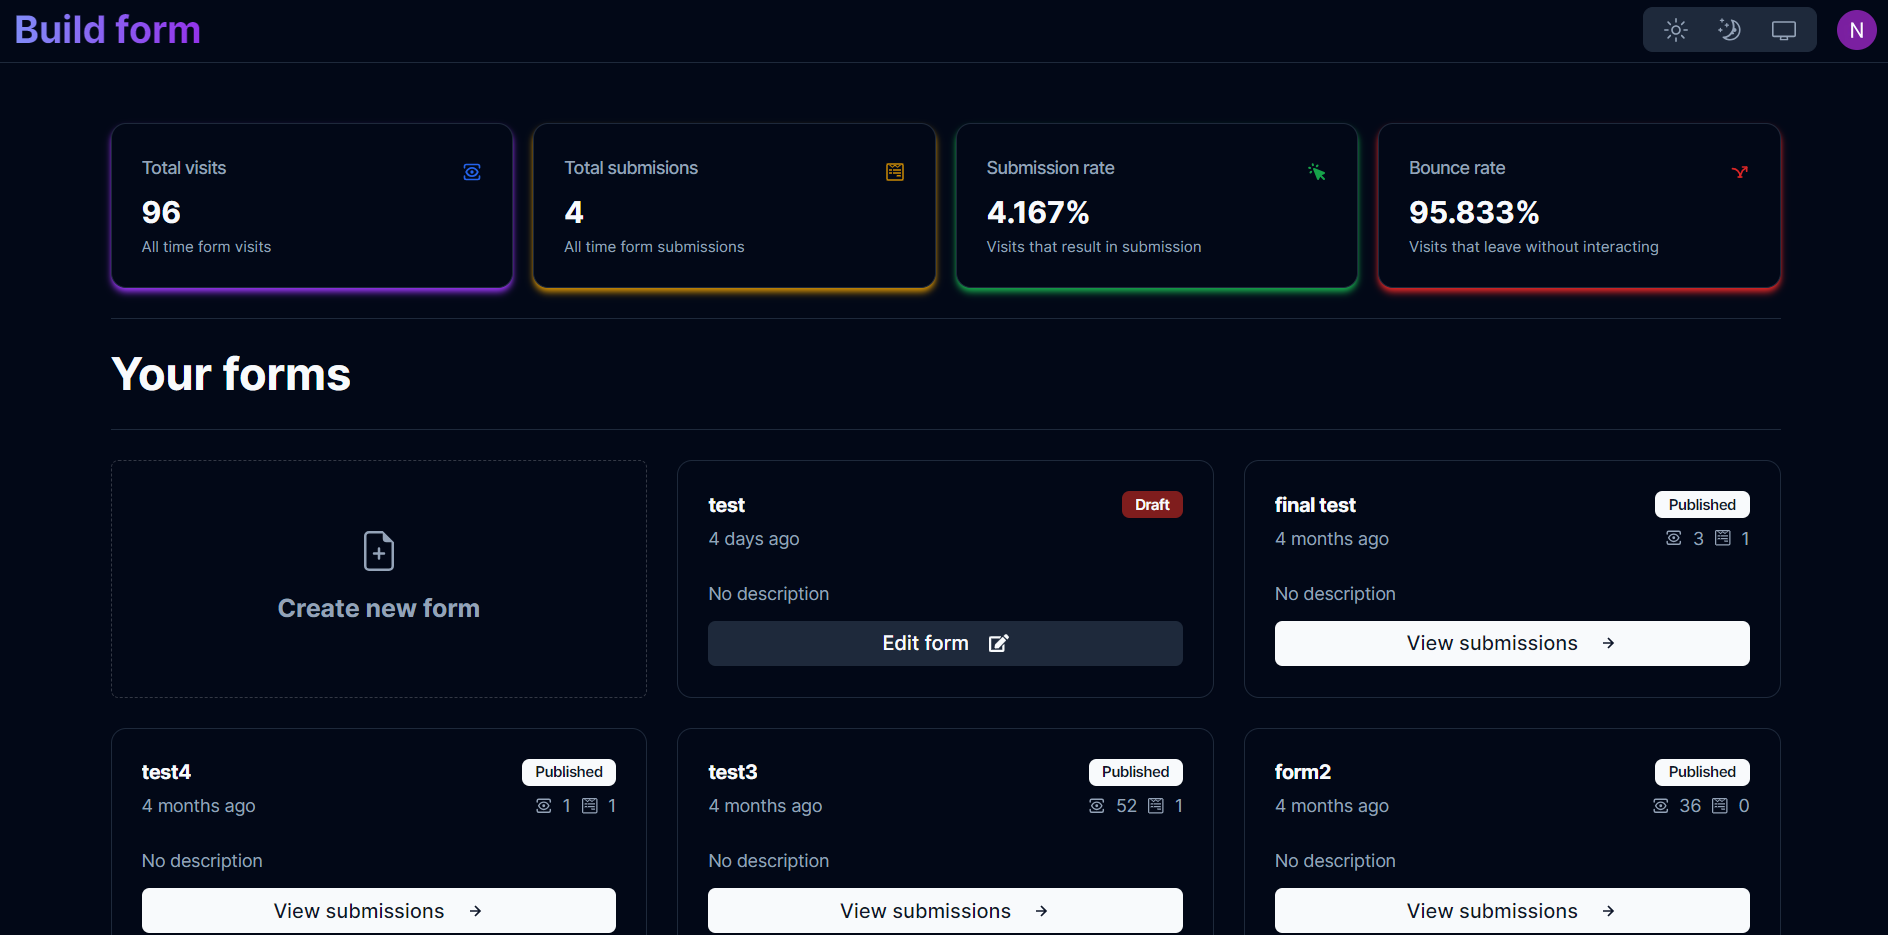 Build form
N
Total visits
96
All time form visits
Total submisions
4
All time form submissions
Submission rate
4.167%
Visits that result in submission
Bounce rate
95.833%
Visits that leave without interacting
Your forms
Create new form
test
Draft
4 days ago
No description
Edit form
final test
Published
4 months ago
3 1
No description
View submissions
test4
Published
4 months ago
1 1
No description
View submissions
test3
Published
4 months ago
52 1
No description
View submissions
form2
Published
4 months ago
36 0
No description
View submissions